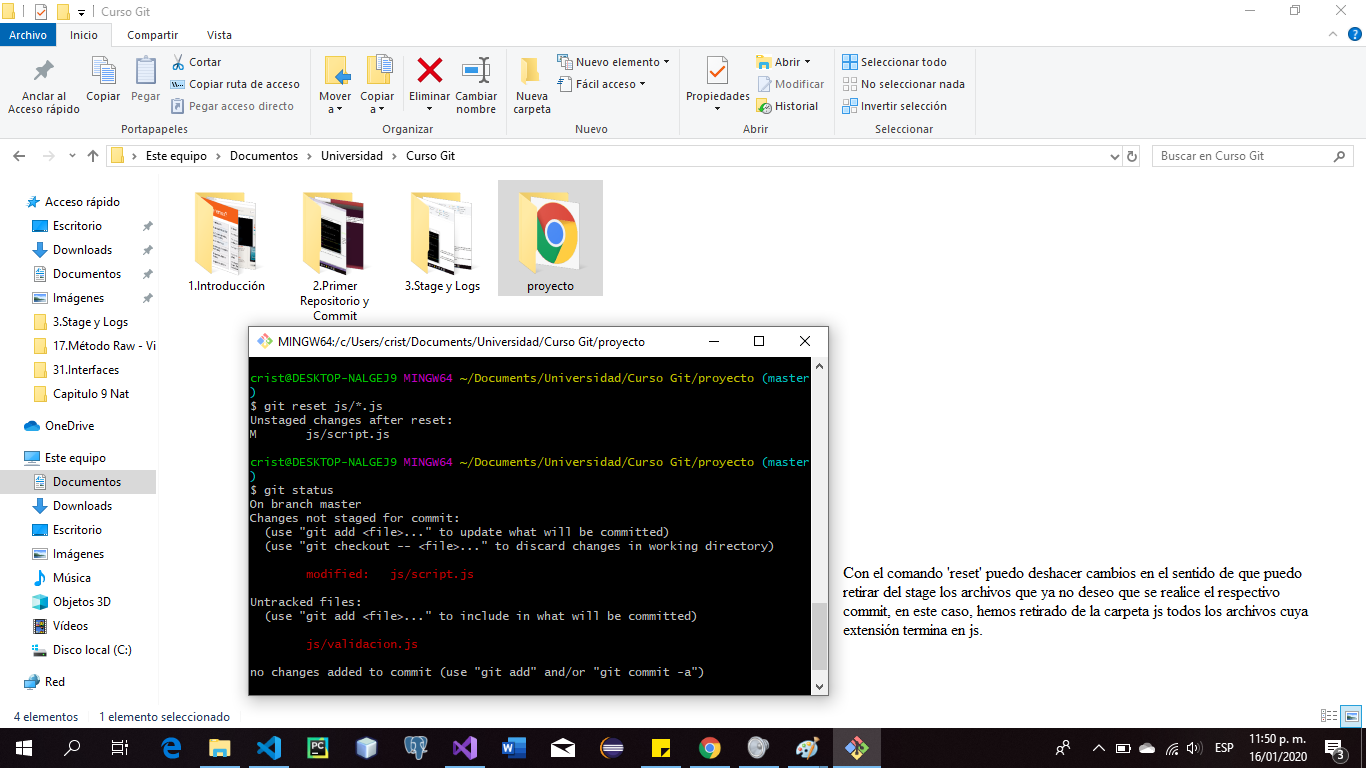 Curso Git
Archivo Inicio Compartir Vista
Anclar al Acceso rápido
Copiar
Pegar
Cortar
Copiar ruta de acceso
Pegar acceso directo
Portapapeles
Mover a
Copiar a
Eliminar
Cambiar nombre
Organizar
Nueva carpeta
Nuevo elemento
Fácil acceso
Nuevo
Propiedades
Abrir
Modificar
Historial
Abrir
Seleccionar todo
No seleccionar nada
Invertir selección
Seleccionar
Este equipo > Documentos > Universidad > Curso Git
Buscar en Curso Git
Acceso rápido
Escritorio
Downloads
Documentos
Imágenes
3.Stage y Logs
17.Método Raw - Vi
31.Interfaces
Capitulo 9 Nat
OneDrive
Este equipo
Documentos
Downloads
Escritorio
Imágenes
Música
Objetos 3D
Vídeos
Disco local (C:)
Red
1.Introducción
2.Primer
Repositorio y
Commit
3.Stage y Logs
proyecto
MINGW64:/c/Users/crist/Documents/Universidad/Curso Git/proyecto
crist@DESKTOP-NALGEJ9 MINGW64 ~/Documents/Universidad/Curso Git/proyecto (master
)
$ git reset js/*.js
Unstaged changes after reset:
M js/script.js
crist@DESKTOP-NALGEJ9 MINGW64 ~/Documents/Universidad/Curso Git/proyecto (master
)
$ git status
On branch master
Changes not staged for commit:
(use "git add <file>..." to update what will be committed)
(use "git checkout -- <file>..." to discard changes in working directory)
modified: js/script.js
Untracked files:
(use "git add <file>..." to include in what will be committed)
js/validacion.js
no changes added to commit (use "git add" and/or "git commit -a")
Con el comando 'reset' puedo deshacer cambios en el sentido de que puedo
retirar del stage los archivos que ya no deseo que se realice el respectivo
commit, en este caso, hemos retirado de la carpeta js todos los archivos cuya
extensión termina en js.
4 elementos 1 elemento seleccionado
ESP
11:50 p. m.
16/01/2020
3